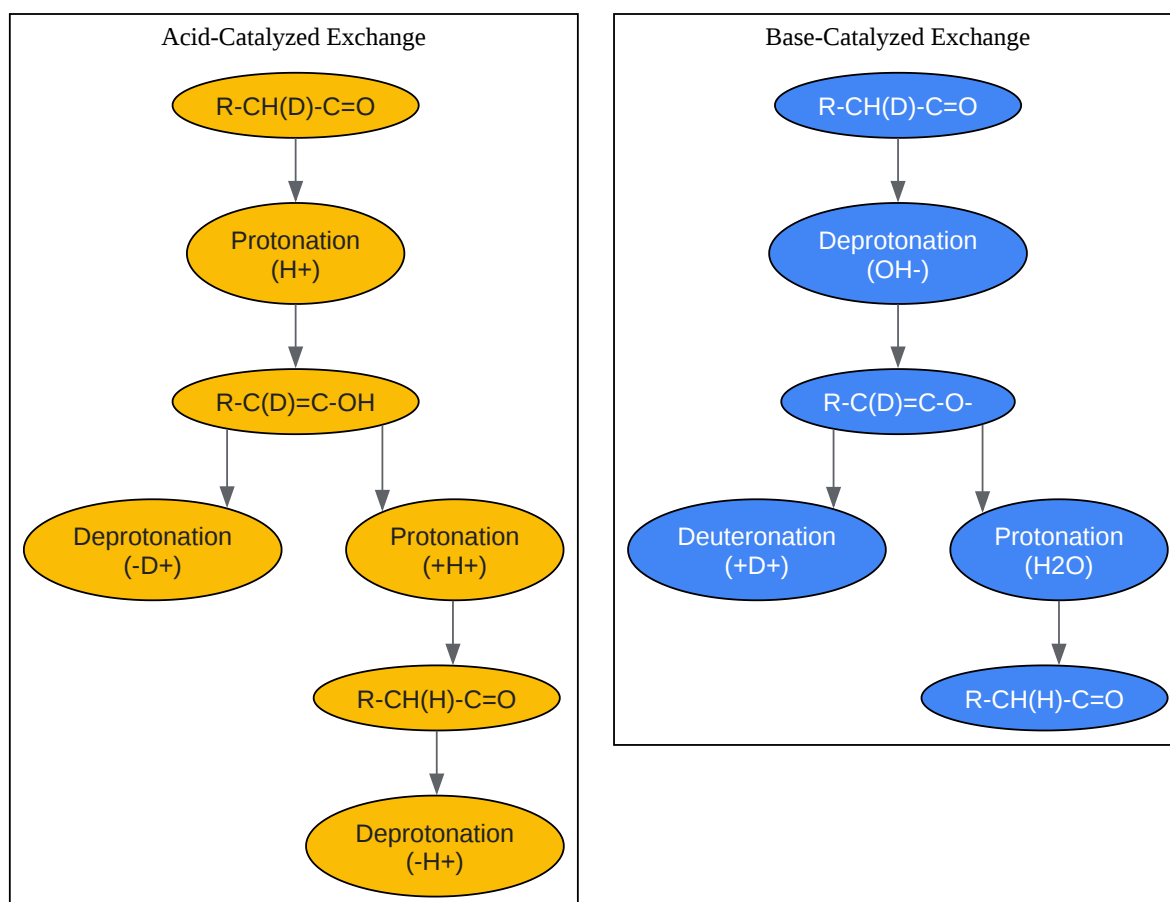 Acid-Catalyzed Exchange
R-CH(D)-C=O
Protonation
(H+)
R-C(D)=C-OH
Deprotonation
(-D+)
Protonation
(+H+)
R-CH(H)-C=O
Deprotonation
(-H+)
Base-Catalyzed Exchange
R-CH(D)-C=O
Deprotonation
(OH-)
R-C(D)=C-O-
Deuteronation
(+D+)
Protonation
(H2O)
R-CH(H)-C=O